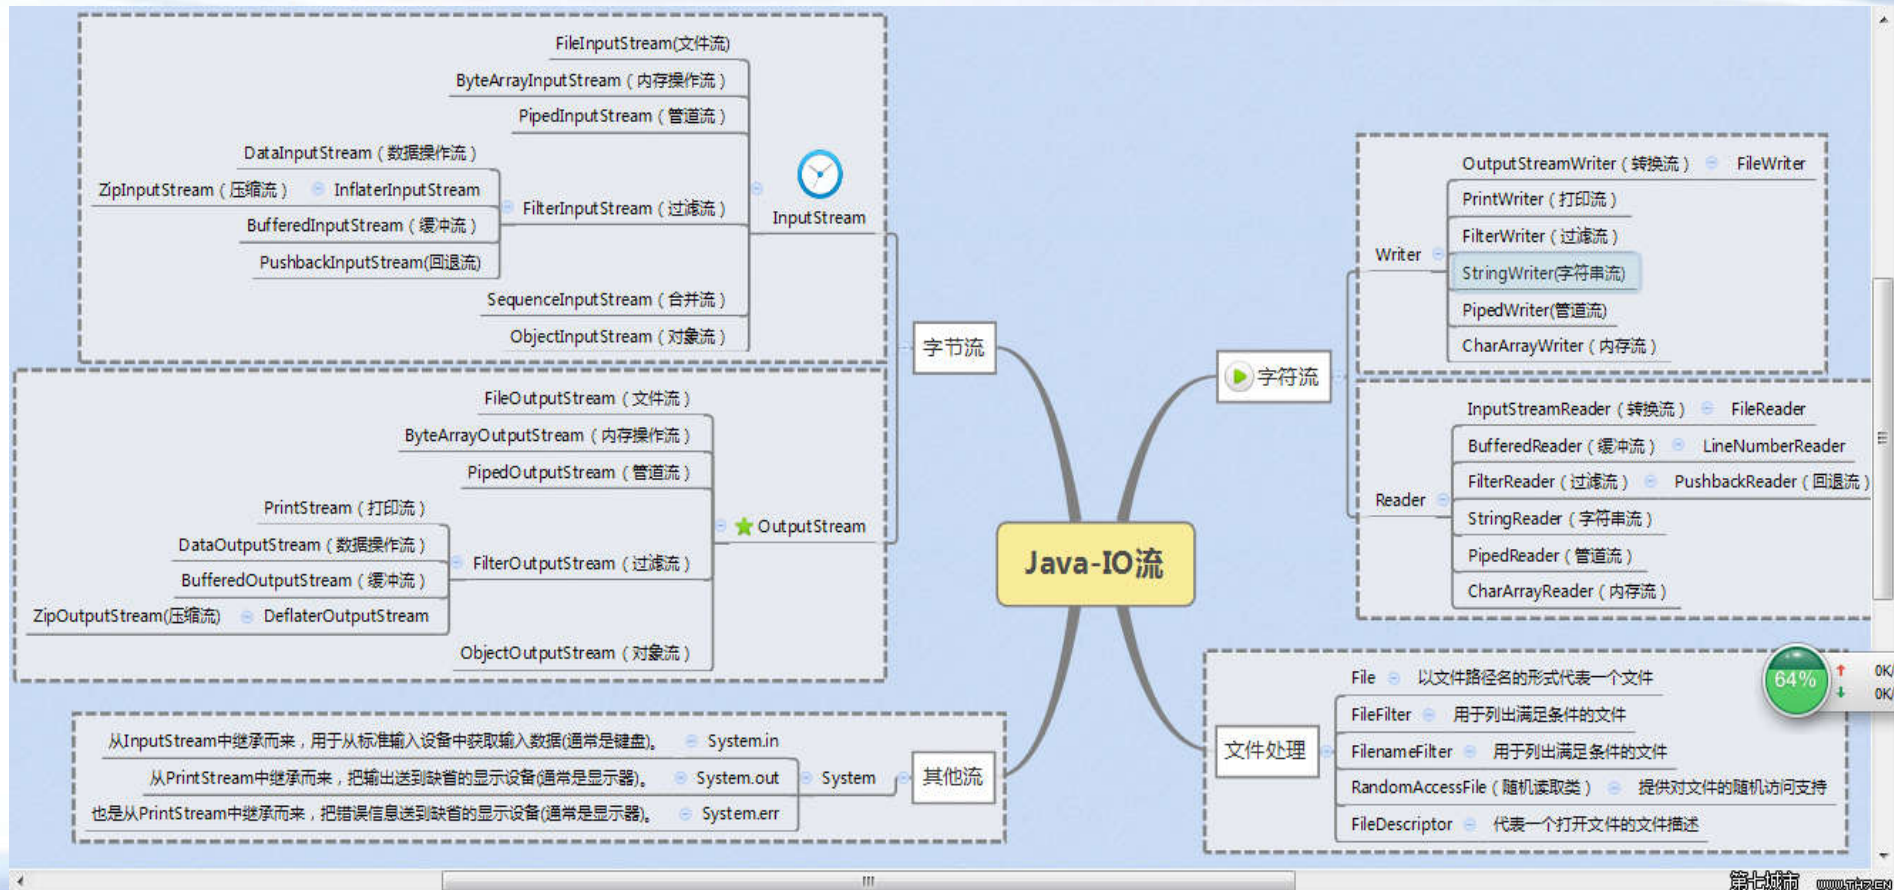 FileInputStream(文件流)
ByteArrayInputStream（内存操作流）
PipedInputStream（管道流）
DataInputStream（数据操作流）
ZipInputStream（压缩流） InflaterInputStream
BufferedInputStream（缓冲流）
PushbackInputStream(回退流)
FilterInputStream（过滤流）
SequenceInputStream（合并流）
ObjectInputStream（对象流）
InputStream
字节流
FileOutputStream（文件流）
ByteArrayOutputStream（内存操作流）
PipedOutputStream（管道流）
PrintStream（打印流）
DataOutputStream（数据操作流）
BufferedOutputStream（缓冲流）
ZipOutputStream(压缩流) DeflaterOutputStream
FilterOutputStream（过滤流）
ObjectOutputStream（对象流）
OutputStream
从InputStream中继承而来，用于从标准输入设备中获取输入数据(通常是键盘)。 System.in
从PrintStream中继承而来，把输出送到缺省的显示设备(通常是显示器)。 System.out
也是从PrintStream中继承而来，把错误信息送到缺省的显示设备(通常是显示器)。 System.err
System
其他流
Java-IO流
字符流
Writer
OutputStreamWriter（转换流） FileWriter
PrintWriter（打印流）
FilterWriter（过滤流）
StringWriter(字符串流)
PipedWriter(管道流)
CharArrayWriter（内存流）
Reader
InputStreamReader（转换流） FileReader
BufferedReader（缓冲流） LineNumberReader
FilterReader（过滤流） PushbackReader（回退流）
StringReader（字符串流）
PipedReader（管道流）
CharArrayReader（内存流）
文件处理
File 以文件路径名的形式代表一个文件
FileFilter 用于列出满足条件的文件
FilenameFilter 用于列出满足条件的文件
RandomAccessFile（随机读取类） 提供对文件的随机访问支持
FileDescriptor 代表一个打开文件的文件描述
64%
0K/
0K/
第七城市 www.th7.cn